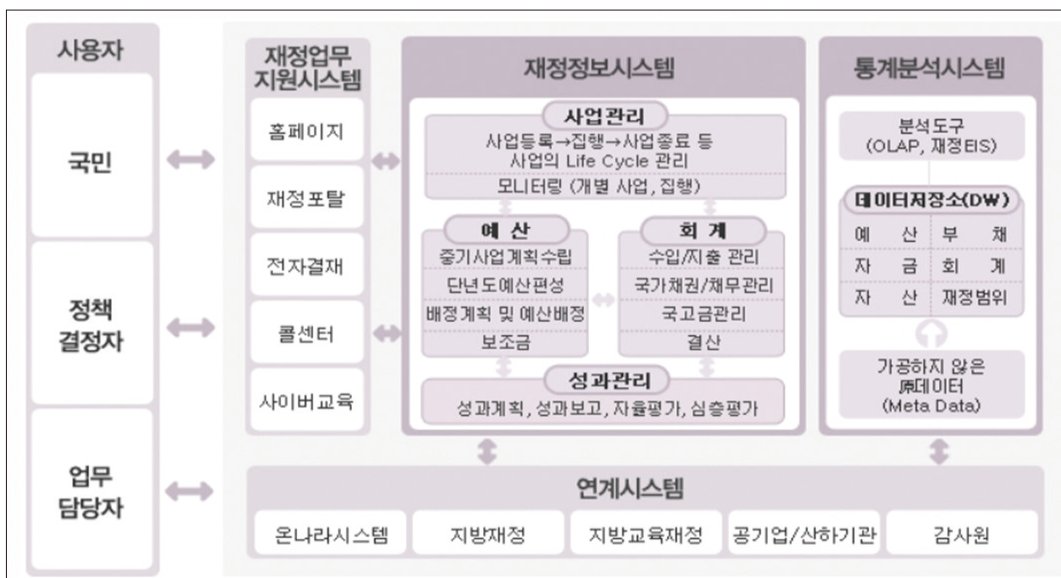 사용자
국민
정책
결정자
업무
담당자
재정업무
지원시스템
홈페이지
재정포탈
전자결재
콜센터
사이버교육
재정정보시스템
사업관리
사업등록→집행→사업종료 등
사업의 Life Cycle 관리
모니터링 (개별 사업, 집행)
예 산
중기사업계획수립
단년도예산편성
배정계획 및 예산배정
보조금
회 계
수입/지출 관리
국가채권/채무관리
국고금관리
결산
성과관리
성과계획, 성과보고, 자율평가, 심층평가
통계분석시스템
분석도구
(OLAP, 재정EIS)
데이터저장소(DW)
예 산 부 채
자 금 회 계
자 산 재정범위
가공하지 않은
原데이터
(Meta Data)
연계시스템
온나라시스템
지방재정
지방교육재정
공기업/산하기관
감사원